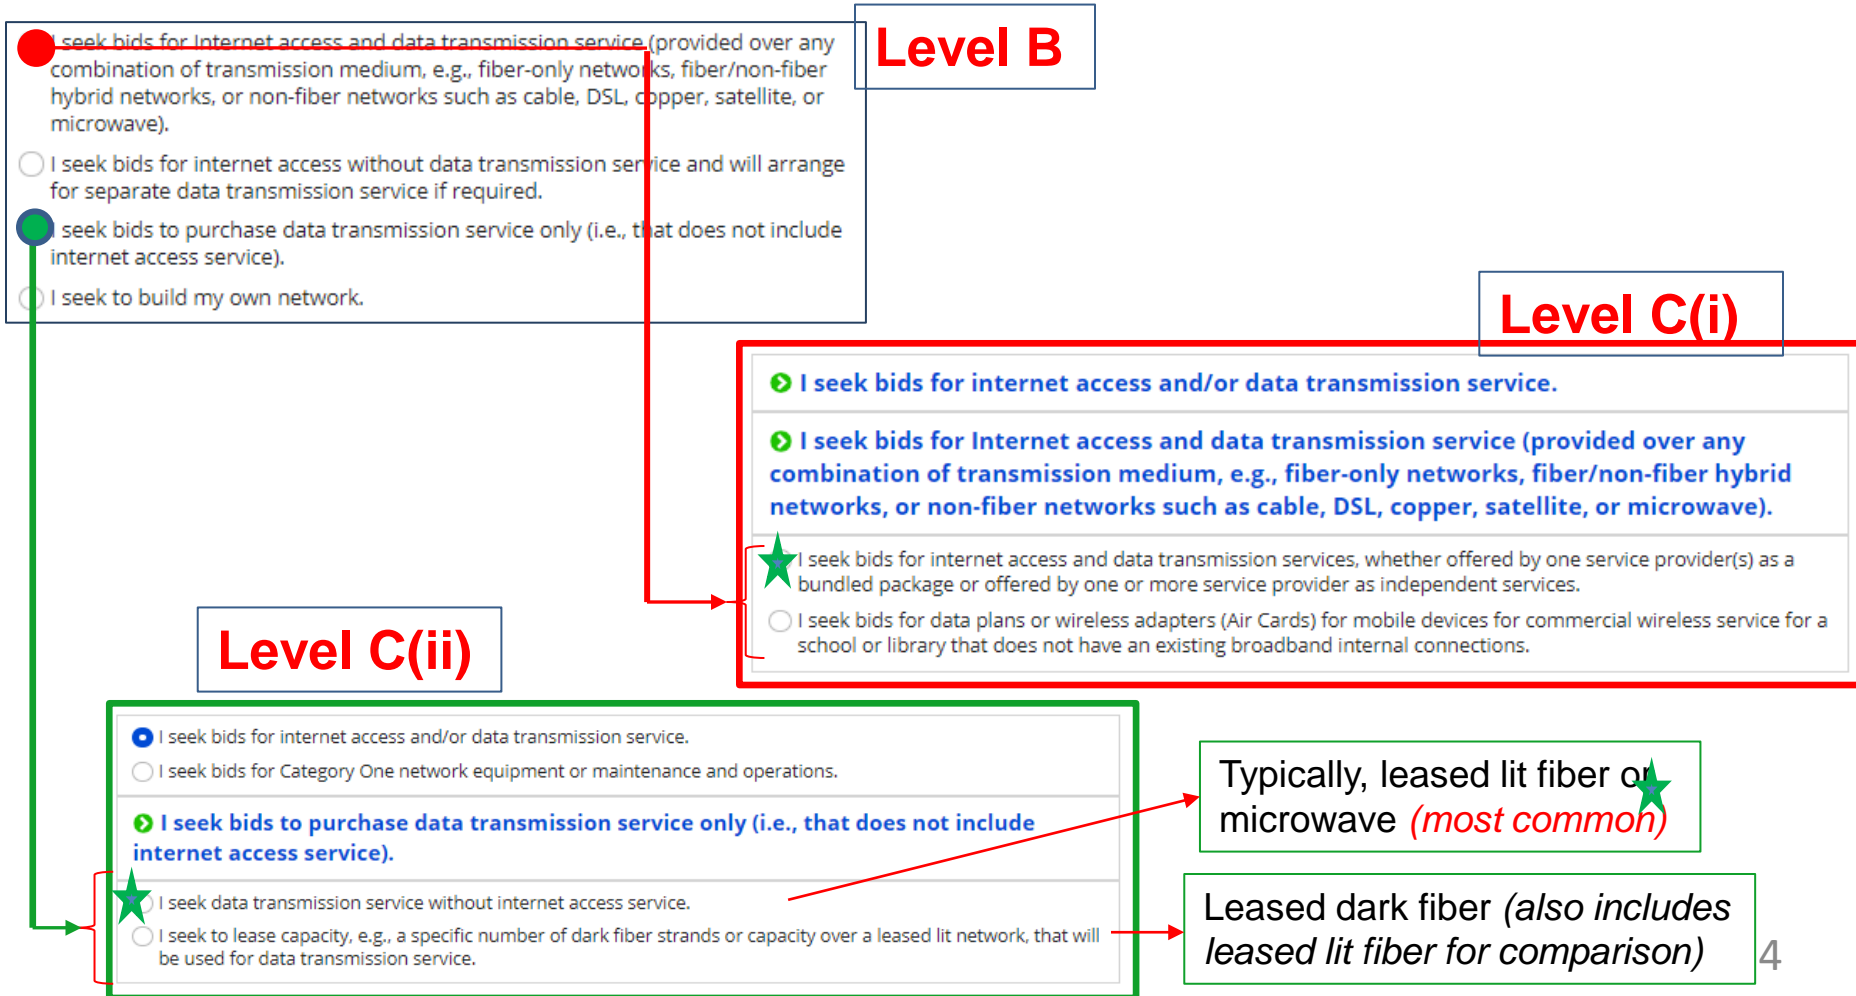 Level B
I seek bids for Internet access and data transmission service (provided over any
combination of transmission medium, e.g., fiber-only networks, fiber/non-fiber
hybrid networks, or non-fiber networks such as cable, DSL, copper, satellite, or
microwave).
I seek bids for internet access without data transmission service and will arrange
for separate data transmission service if required.
I seek bids to purchase data transmission service only (i.e., that does not include
internet access service).
I seek to build my own network.
Level C(i)
I seek bids for internet access and/or data transmission service.
I seek bids for Internet access and data transmission service (provided over any
combination of transmission medium, e.g., fiber-only networks, fiber/non-fiber hybrid
networks, or non-fiber networks such as cable, DSL, copper, satellite, or microwave).
I seek bids for internet access and data transmission services, whether offered by one service provider(s) as a
bundled package or offered by one or more service provider as independent services.
I seek bids for data plans or wireless adapters (Air Cards) for mobile devices for commercial wireless service for a
school or library that does not have an existing broadband internal connections.
Level C(ii)
I seek bids for internet access and/or data transmission service.
I seek bids for Category One network equipment or maintenance and operations.
I seek bids to purchase data transmission service only (i.e., that does not include
internet access service).
I seek data transmission service without internet access service.
I seek to lease capacity, e.g., a specific number of dark fiber strands or capacity over a leased lit network, that will
be used for data transmission service.
Typically, leased lit fiber or
microwave (most common)
Leased dark fiber (also includes
leased lit fiber for comparison)
4